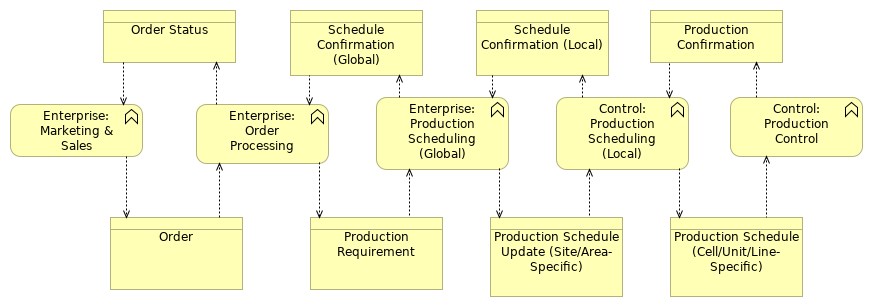 Order Status
Schedule
Confirmation
(Global)
Schedule
Confirmation (Local)
Production
Confirmation
Enterprise:
Marketing &
Sales
Enterprise:
Order
Processing
Enterprise:
Production
Scheduling
(Global)
Control:
Production
Scheduling
(Local)
Control:
Production
Control
Order
Production
Requirement
Production Schedule
Update (Site/Area-
Specific)
Production Schedule
(Cell/Unit/Line-
Specific)